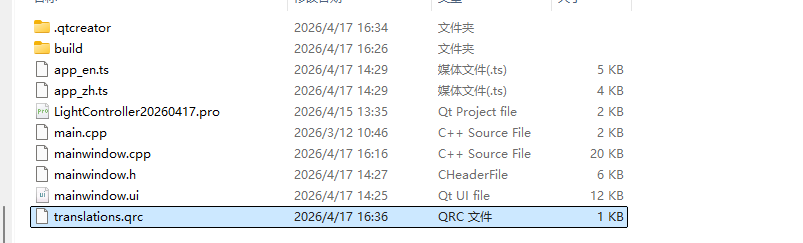 .qtcreator 2026/4/17 16:34 文件夹
build 2026/4/17 16:26 文件夹
app_en.ts 2026/4/17 14:29 媒体文件(.ts) 5 KB
app_zh.ts 2026/4/17 14:29 媒体文件(.ts) 4 KB
LightController20260417.pro 2026/4/15 13:35 Qt Project file 2 KB
main.cpp 2026/3/12 10:46 C++ Source File 2 KB
mainwindow.cpp 2026/4/17 16:16 C++ Source File 20 KB
mainwindow.h 2026/4/17 14:27 CHeaderFile 6 KB
mainwindow.ui 2026/4/17 14:25 Qt UI file 12 KB
translations.qrc 2026/4/17 16:36 QRC 文件 1 KB